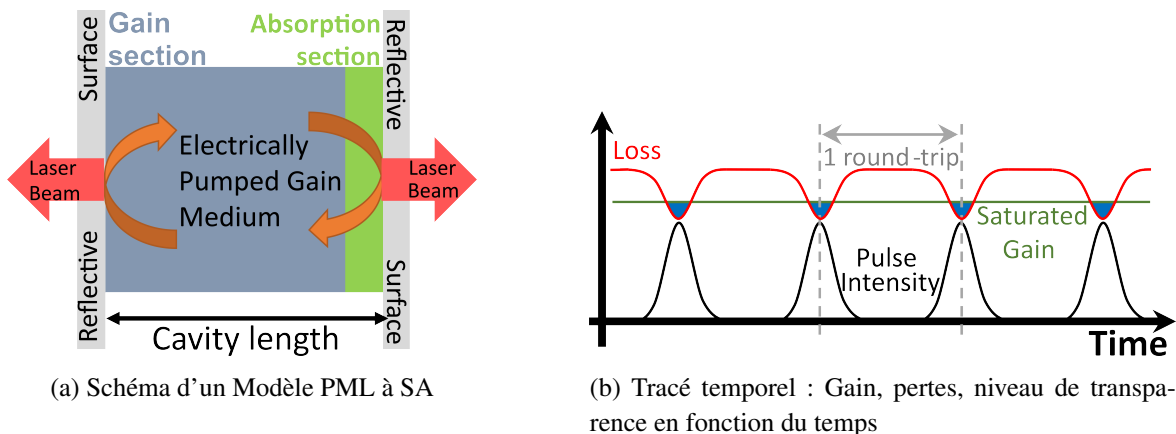 Surface
Reflective
Gain
section
Absorption
section
Reflective
Surface
Electrically
Pumped Gain
Medium
Laser
Beam
Laser
Beam
Cavity length
(a) Schéma d'un Modèle PML à SA
Loss
1 round-trip
Saturated
Gain
Pulse
Intensity
Time
(b) Tracé temporel : Gain, pertes, niveau de transpa-
rence en fonction du temps